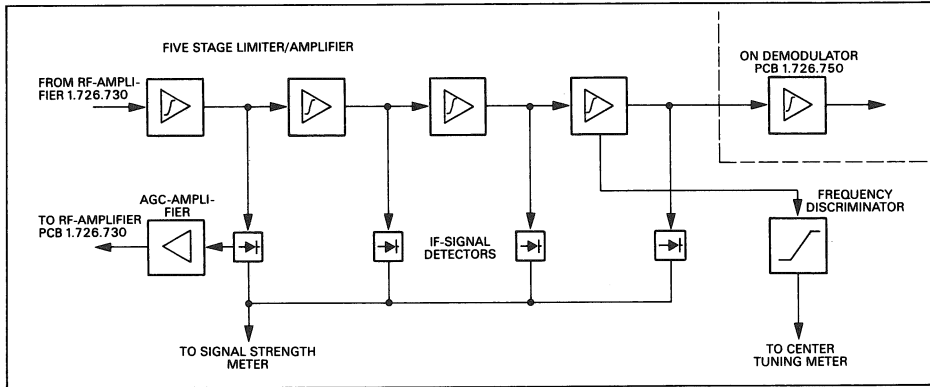 FIVE STAGE LIMITER/AMPLIFIER
ON DEMODULATOR
PCB 1.726.750
FROM RF-AMPLI-
FIER 1.726.730
AGC-AMPLI-
FIER
TO RF-AMPLIFIER
PCB 1.726.730
IF-SIGNAL
DETECTORS
FREQUENCY
DISCRIMINATOR
TO SIGNAL STRENGTH
METER
TO CENTER
TUNING METER